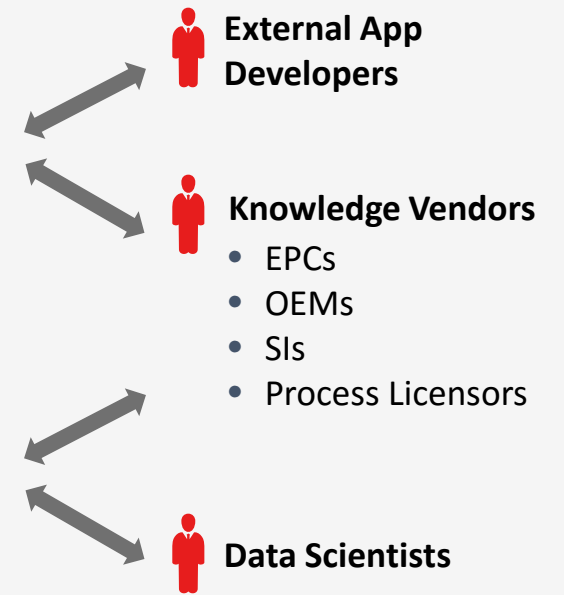 External App
Developers
Knowledge Vendors
• EPCs
• OEMs
• SIs
• Process Licensors
Data Scientists